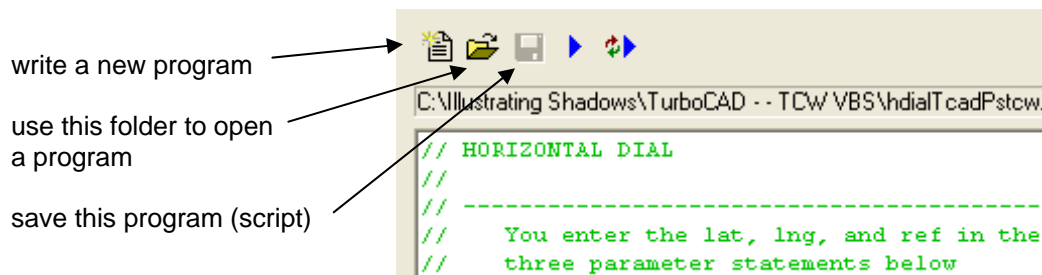 write a new program
use this folder to open
a program
save this program (script)
C:\Illustrating Shadows\TurboCAD -- TCW VBS\hdialTcadPstcw.
// HORIZONTAL DIAL
//
// -----------------------------------------
// You enter the lat, lng, and ref in the
// three parameter statements below